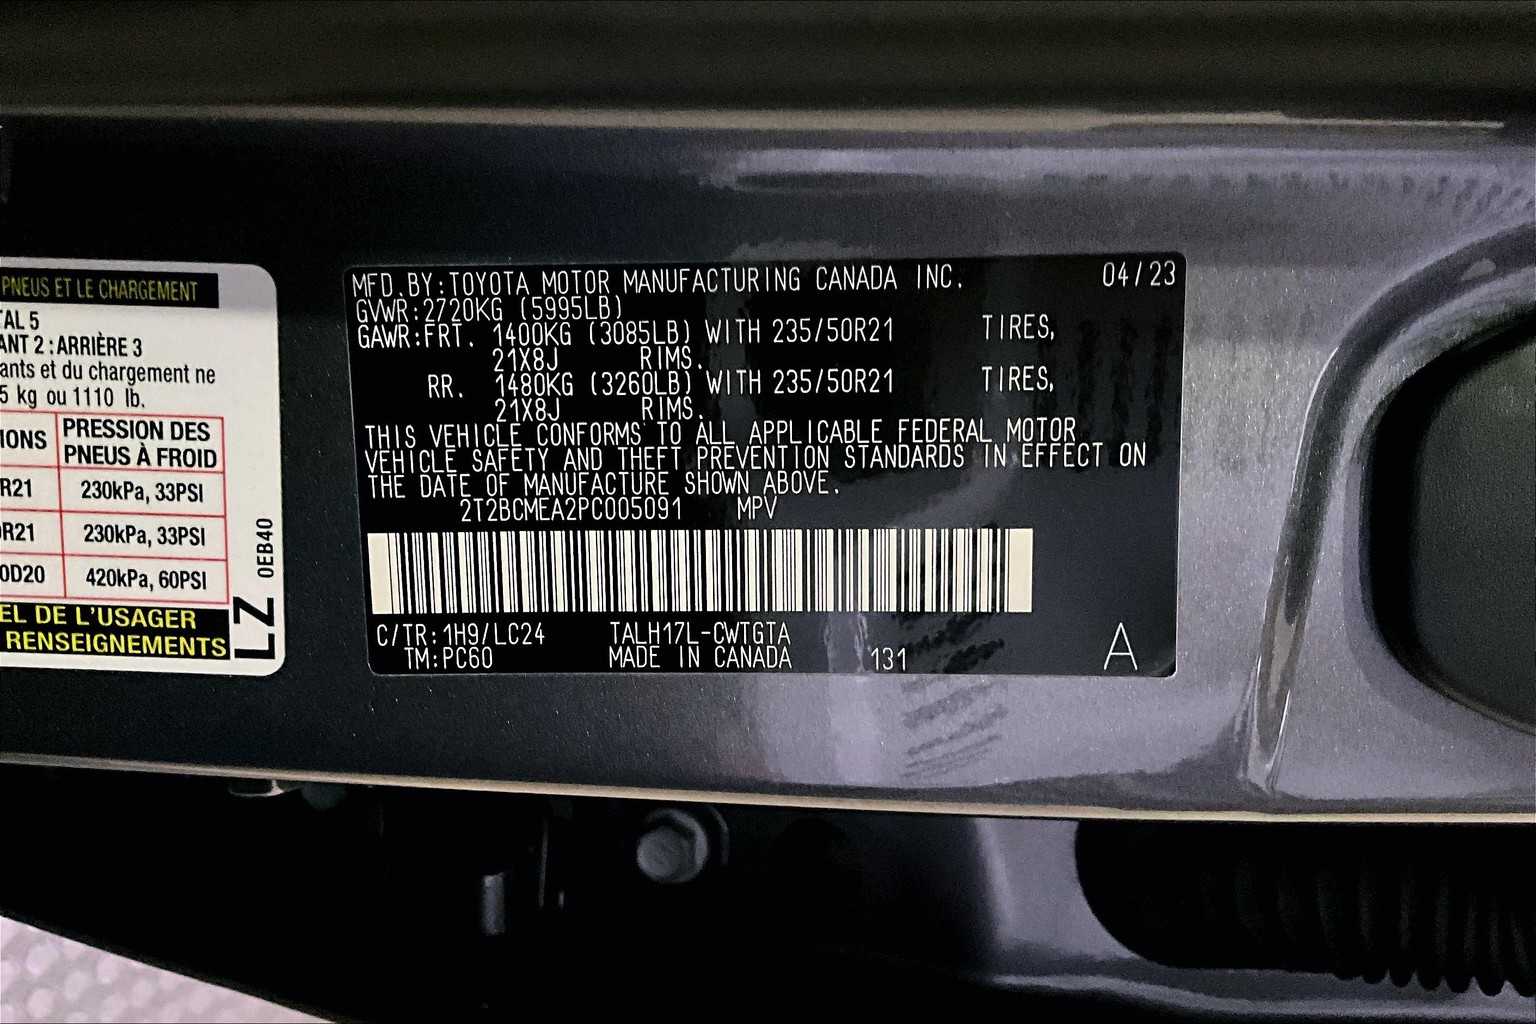 PNEUS ET LE CHARGEMENT
TAL 5
ANT 2 : ARRIÈRE 3
ants et du chargement ne
5 kg ou 1110 lb.
IONS PRESSION DES
PNEUS À FROID
R21 230kPa, 33PSI
R21 230kPa, 33PSI
0D20 420kPa, 60PSI
EL DE L'USAGER
RENSEIGNEMENTS
LZ 0EB40
MFD.BY:TOYOTA MOTOR MANUFACTURING CANADA INC. 04/23
GVWR:2720KG (5995LB)
GAWR:FRT. 1400KG (3085LB) WITH 235/50R21 TIRES,
21X8J RIMS.
RR. 1480KG (3260LB) WITH 235/50R21 TIRES,
21X8J RIMS.
THIS VEHICLE CONFORMS TO ALL APPLICABLE FEDERAL MOTOR
VEHICLE SAFETY AND THEFT PREVENTION STANDARDS IN EFFECT ON
THE DATE OF MANUFACTURE SHOWN ABOVE.
2T2BCMEA2PC005091 MPV
C/TR:1H9/LC24 TALH17L-CWTGTA
TM:PC60 MADE IN CANADA 131 A